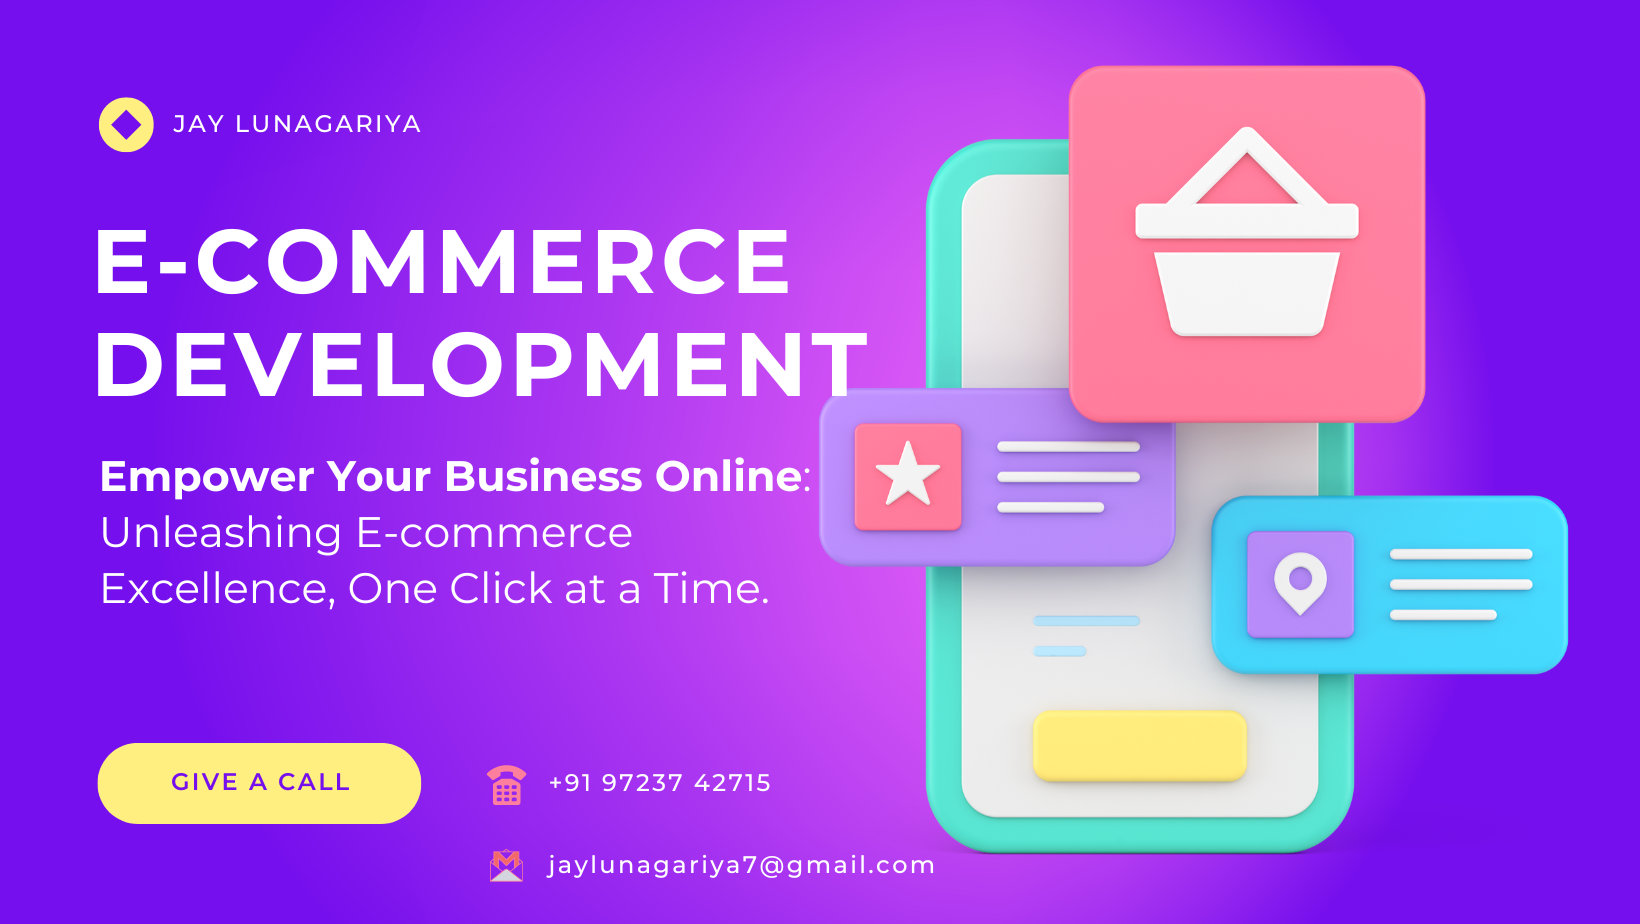 JAY LUNAGARIYA
E-COMMERCE
DEVELOPMENT
Empower Your Business Online:
Unleashing E-commerce
Excellence, One Click at a Time.
GIVE A CALL
+91 97237 42715
jaylunagariya7@gmail.com